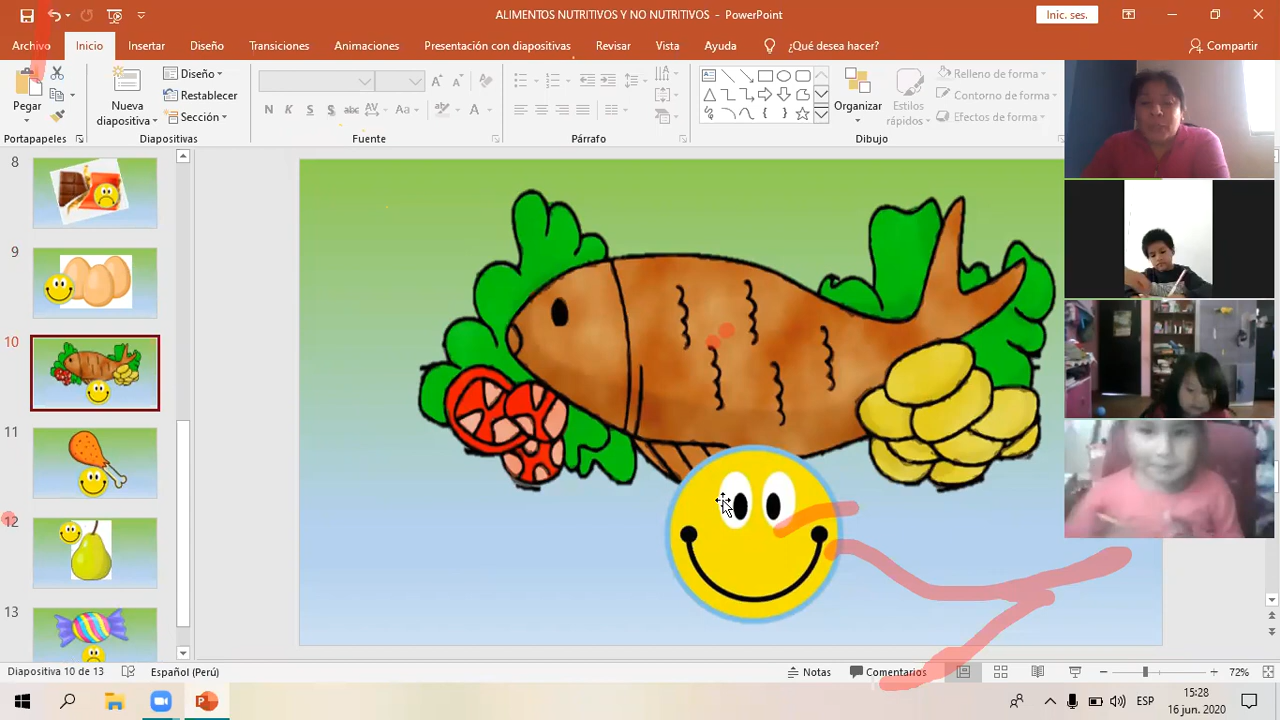 ALIMENTOS NUTRITIVOS Y NO NUTRITIVOS - PowerPoint
Inic. ses.
Archivo Inicio Insertar Diseño Transiciones Animaciones Presentación con diapositivas Revisar Vista Ayuda ¿Qué desea hacer? Compartir
Pegar
Nueva diapositiva
Diseño
Restablecer
Sección
N K S S abc AV Aa A
Organizar
Estilos rápidos
Relleno de forma
Contorno de forma
Efectos de forma
Portapapeles Diapositivas Fuente Párrafo Dibujo
8
9
10
11
12
13
Diapositiva 10 de 13 Español (Perú) Notas Comentarios 72%
ESP
15:28
16 jun. 2020